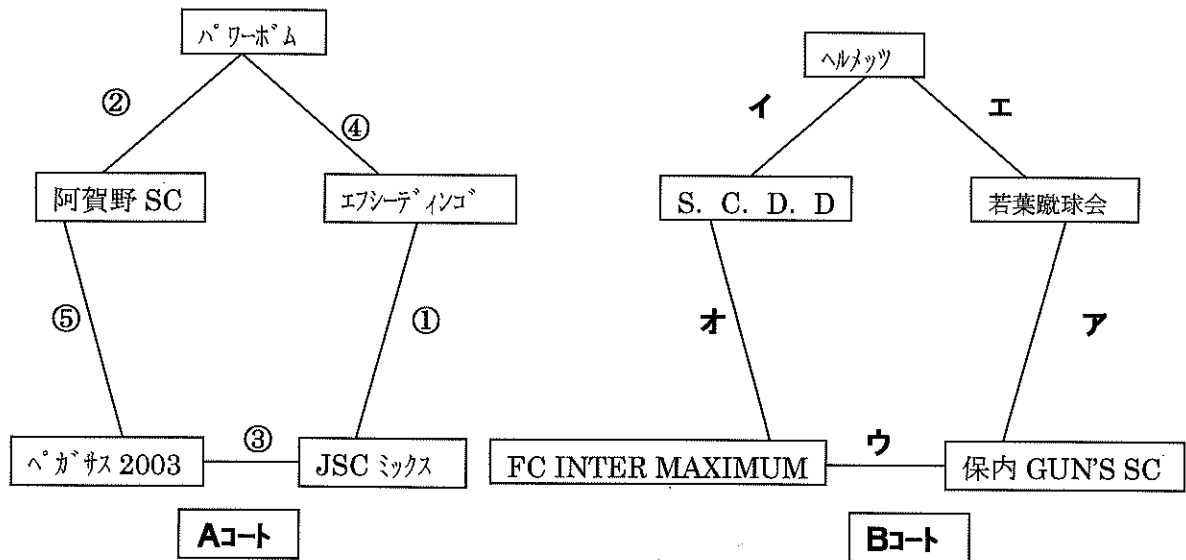 パワーボム
ヘルメッツ
②
④
イ
エ
阿賀野 SC
エフシーディンゴ
S. C. D. D
若葉蹴球会
⑤
①
オ
ア
ペガサス 2003
③
JSC ミックス
FC INTER MAXIMUM
ウ
保内 GUN'S SC
Aコート
Bコート